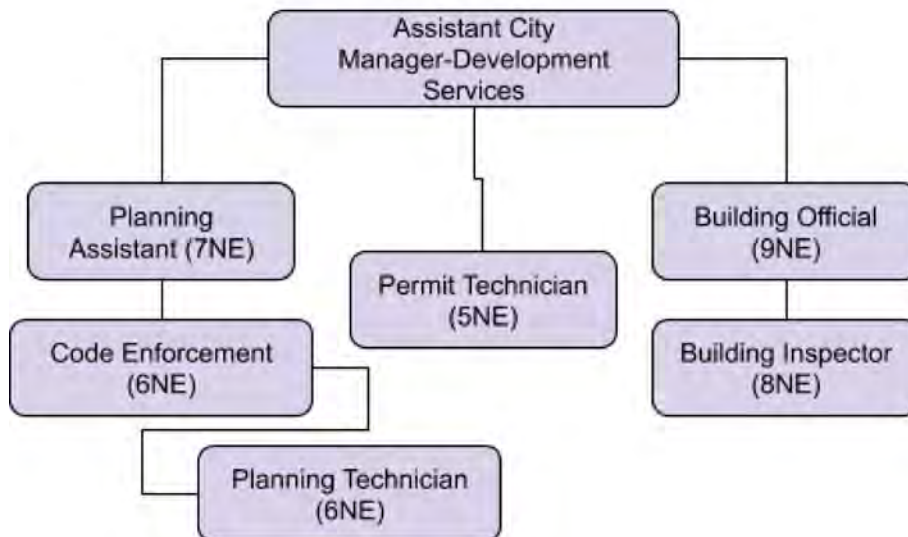 Assistant City
Manager-Development
Services
Planning
Assistant (7NE)
Building Official
(9NE)
Permit Technician
(5NE)
Code Enforcement
(6NE)
Building Inspector
(8NE)
Planning Technician
(6NE)